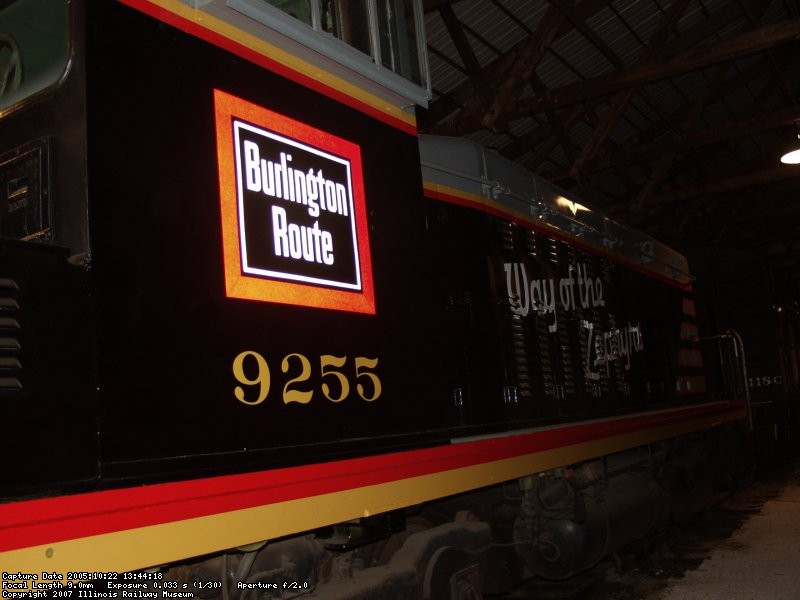 Burlington
Route
9255
Way of the
Zephyrs
Capture Date 2005:10:22 13:44:18
Focal Length 9.0mm   Exposure 0.033 s (1/30)   Aperture f/2.0
Copyright 2007 Illinois Railway Museum